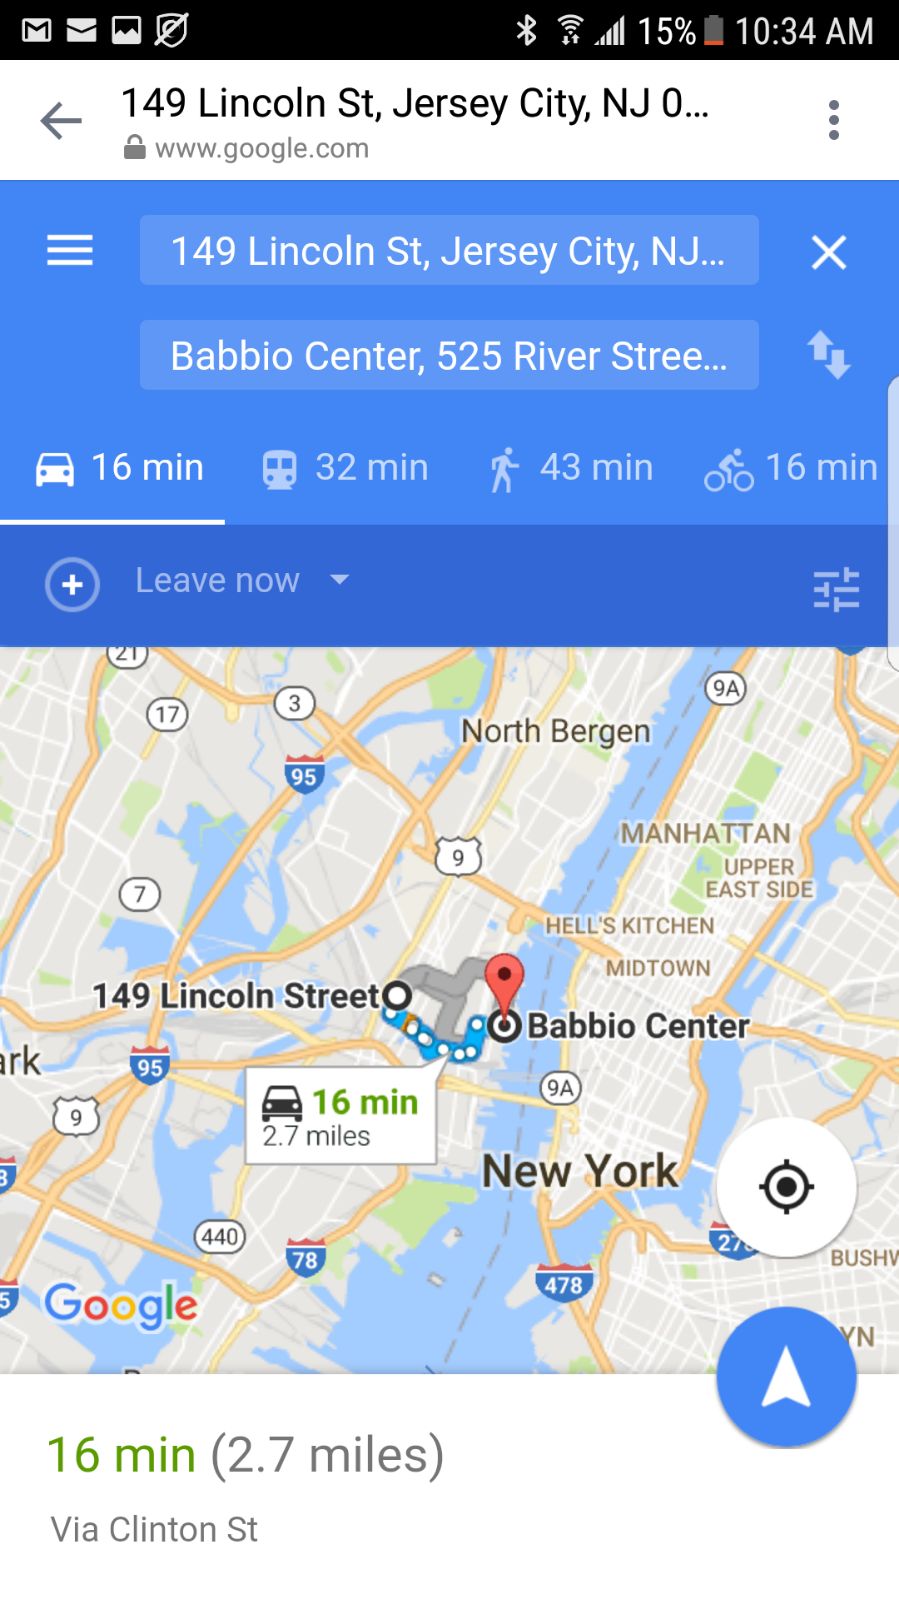 15% 10:34 AM
149 Lincoln St, Jersey City, NJ 0...
www.google.com
149 Lincoln St, Jersey City, NJ...
Babbio Center, 525 River Stree...
16 min 32 min 43 min 16 min
Leave now
21
17
3
9A
North Bergen
95
MANHATTAN
UPPER
EAST SIDE
9
7
HELL'S KITCHEN
MIDTOWN
149 Lincoln Street
Babbio Center
ark
95
9A
9
16 min
2.7 miles
New York
440
78
478
BUSHW
Google
YN
16 min (2.7 miles)
Via Clinton St